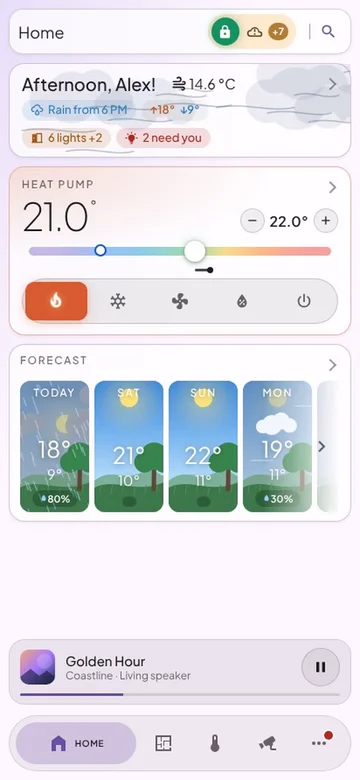 Home
+7
Afternoon, Alex!
14.6 °C
Rain from 6 PM
↑18° ↓9°
6 lights +2
2 need you
HEAT PUMP
21.0°
− 22.0° +
FORECAST
TODAY
18°
9°
80%
SAT
21°
10°
SUN
22°
11°
MON
19°
11°
30%
Golden Hour
Coastline · Living speaker
HOME